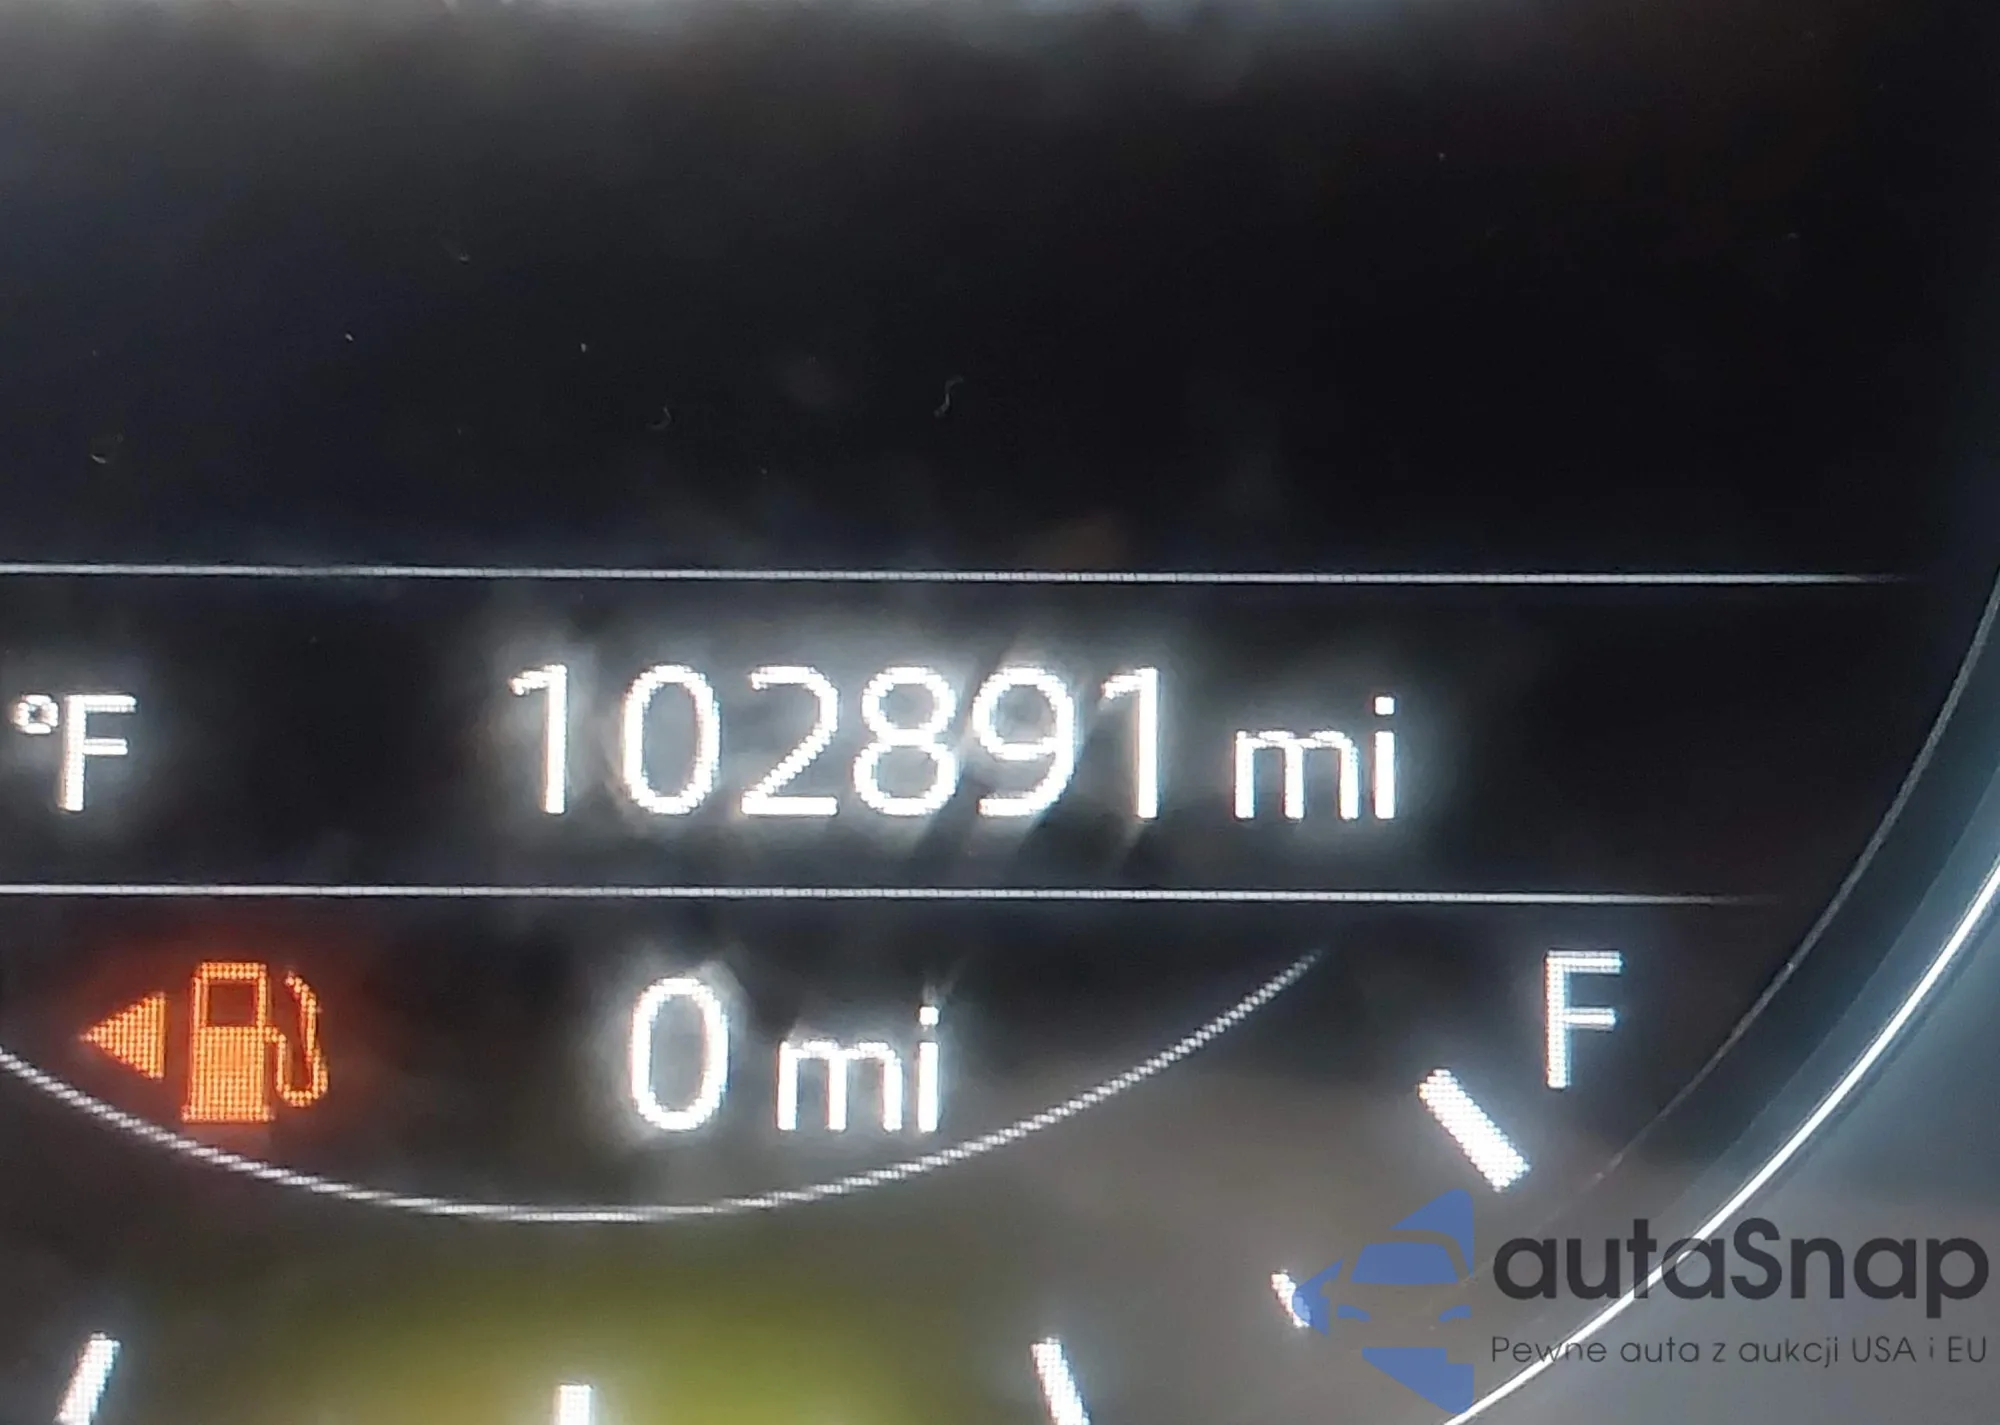 °F 102891 mi
0 mi
F
autaSnap
Pewne auta z aukcji USA i EU